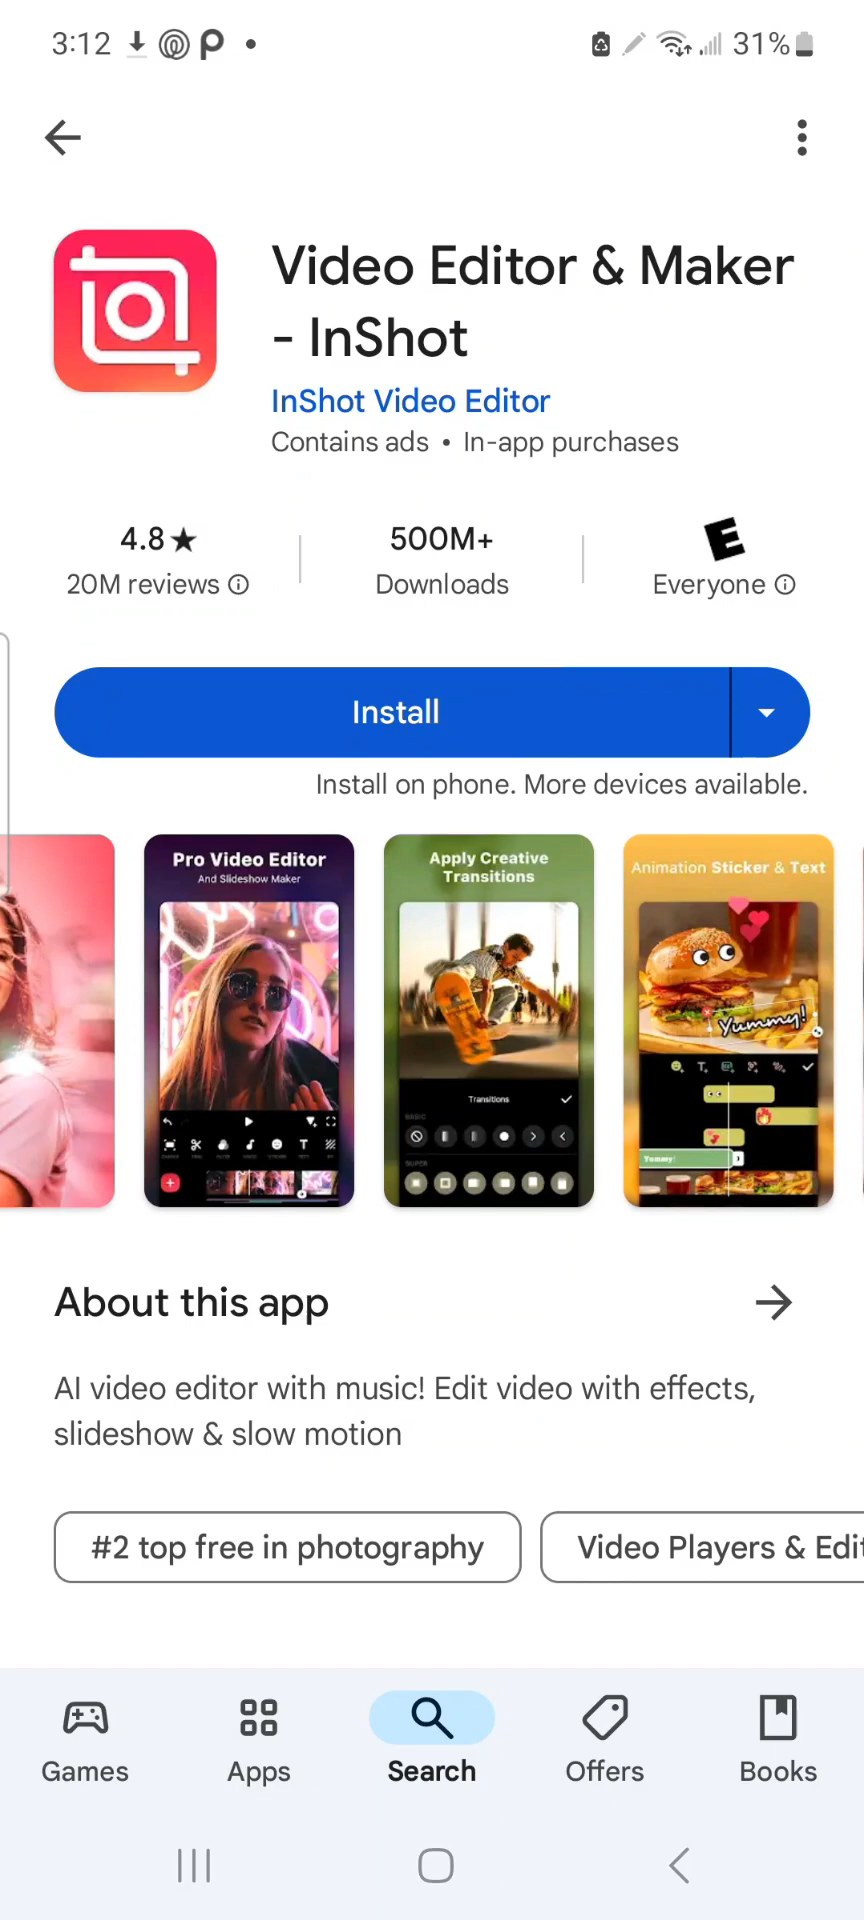 3:12
31%
Video Editor & Maker
- InShot
InShot Video Editor
Contains ads • In-app purchases
4.8★
20M reviews
500M+
Downloads
E
Everyone
Install
Install on phone. More devices available.
Pro Video Editor
And Slideshow Maker
Apply Creative
Transitions
Transitions
BASIC
SUPER
Animation Sticker & Text
Yummy!
Yummy!
About this app
AI video editor with music! Edit video with effects,
slideshow & slow motion
#2 top free in photography
Video Players & Edit
Games
Apps
Search
Offers
Books